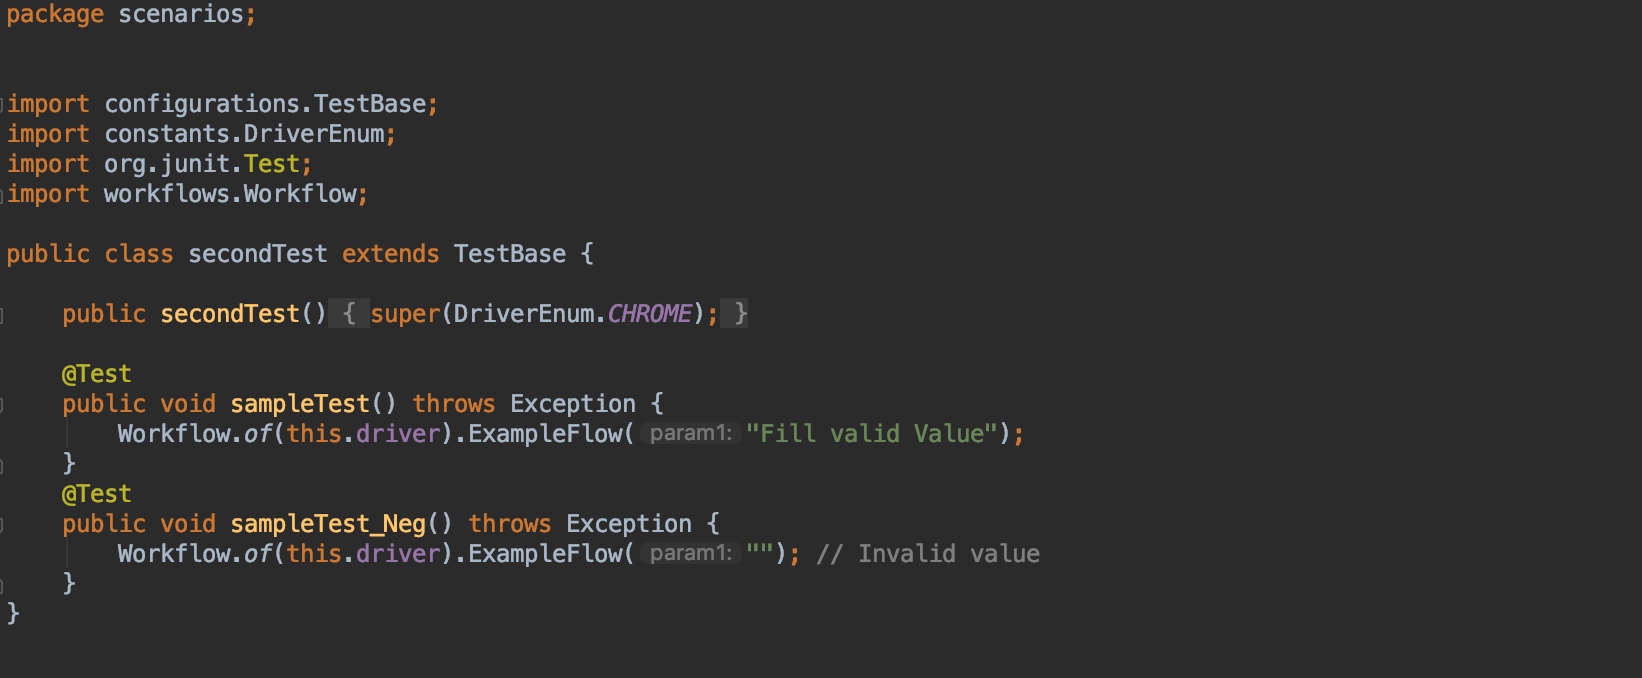 package scenarios;
import configurations.TestBase;
import constants.DriverEnum;
import org.junit.Test;
import workflows.Workflow;
public class secondTest extends TestBase {
public secondTest() { super(DriverEnum.CHROME); }
@Test
public void sampleTest() throws Exception {
Workflow.of(this.driver).ExampleFlow( param1: "Fill valid Value");
}
@Test
public void sampleTest_Neg() throws Exception {
Workflow.of(this.driver).ExampleFlow( param1: ""); // Invalid value
}
}